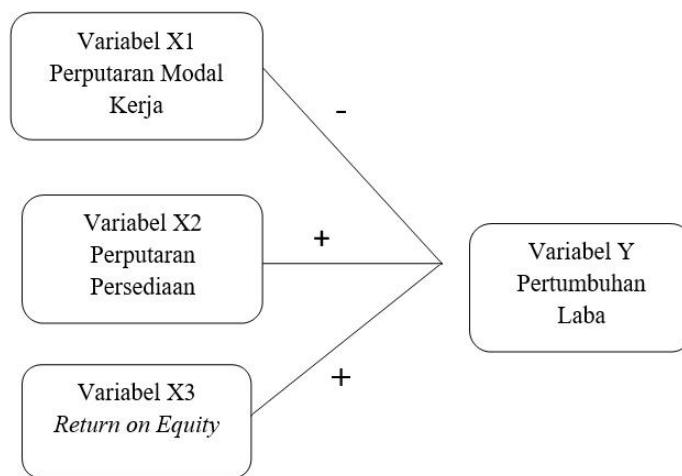 Variabel X1
Perputaran Modal
Kerja
-
Variabel X2
Perputaran
Persediaan
+
Variabel Y
Pertumbuhan
Laba
Variabel X3
Return on Equity
+